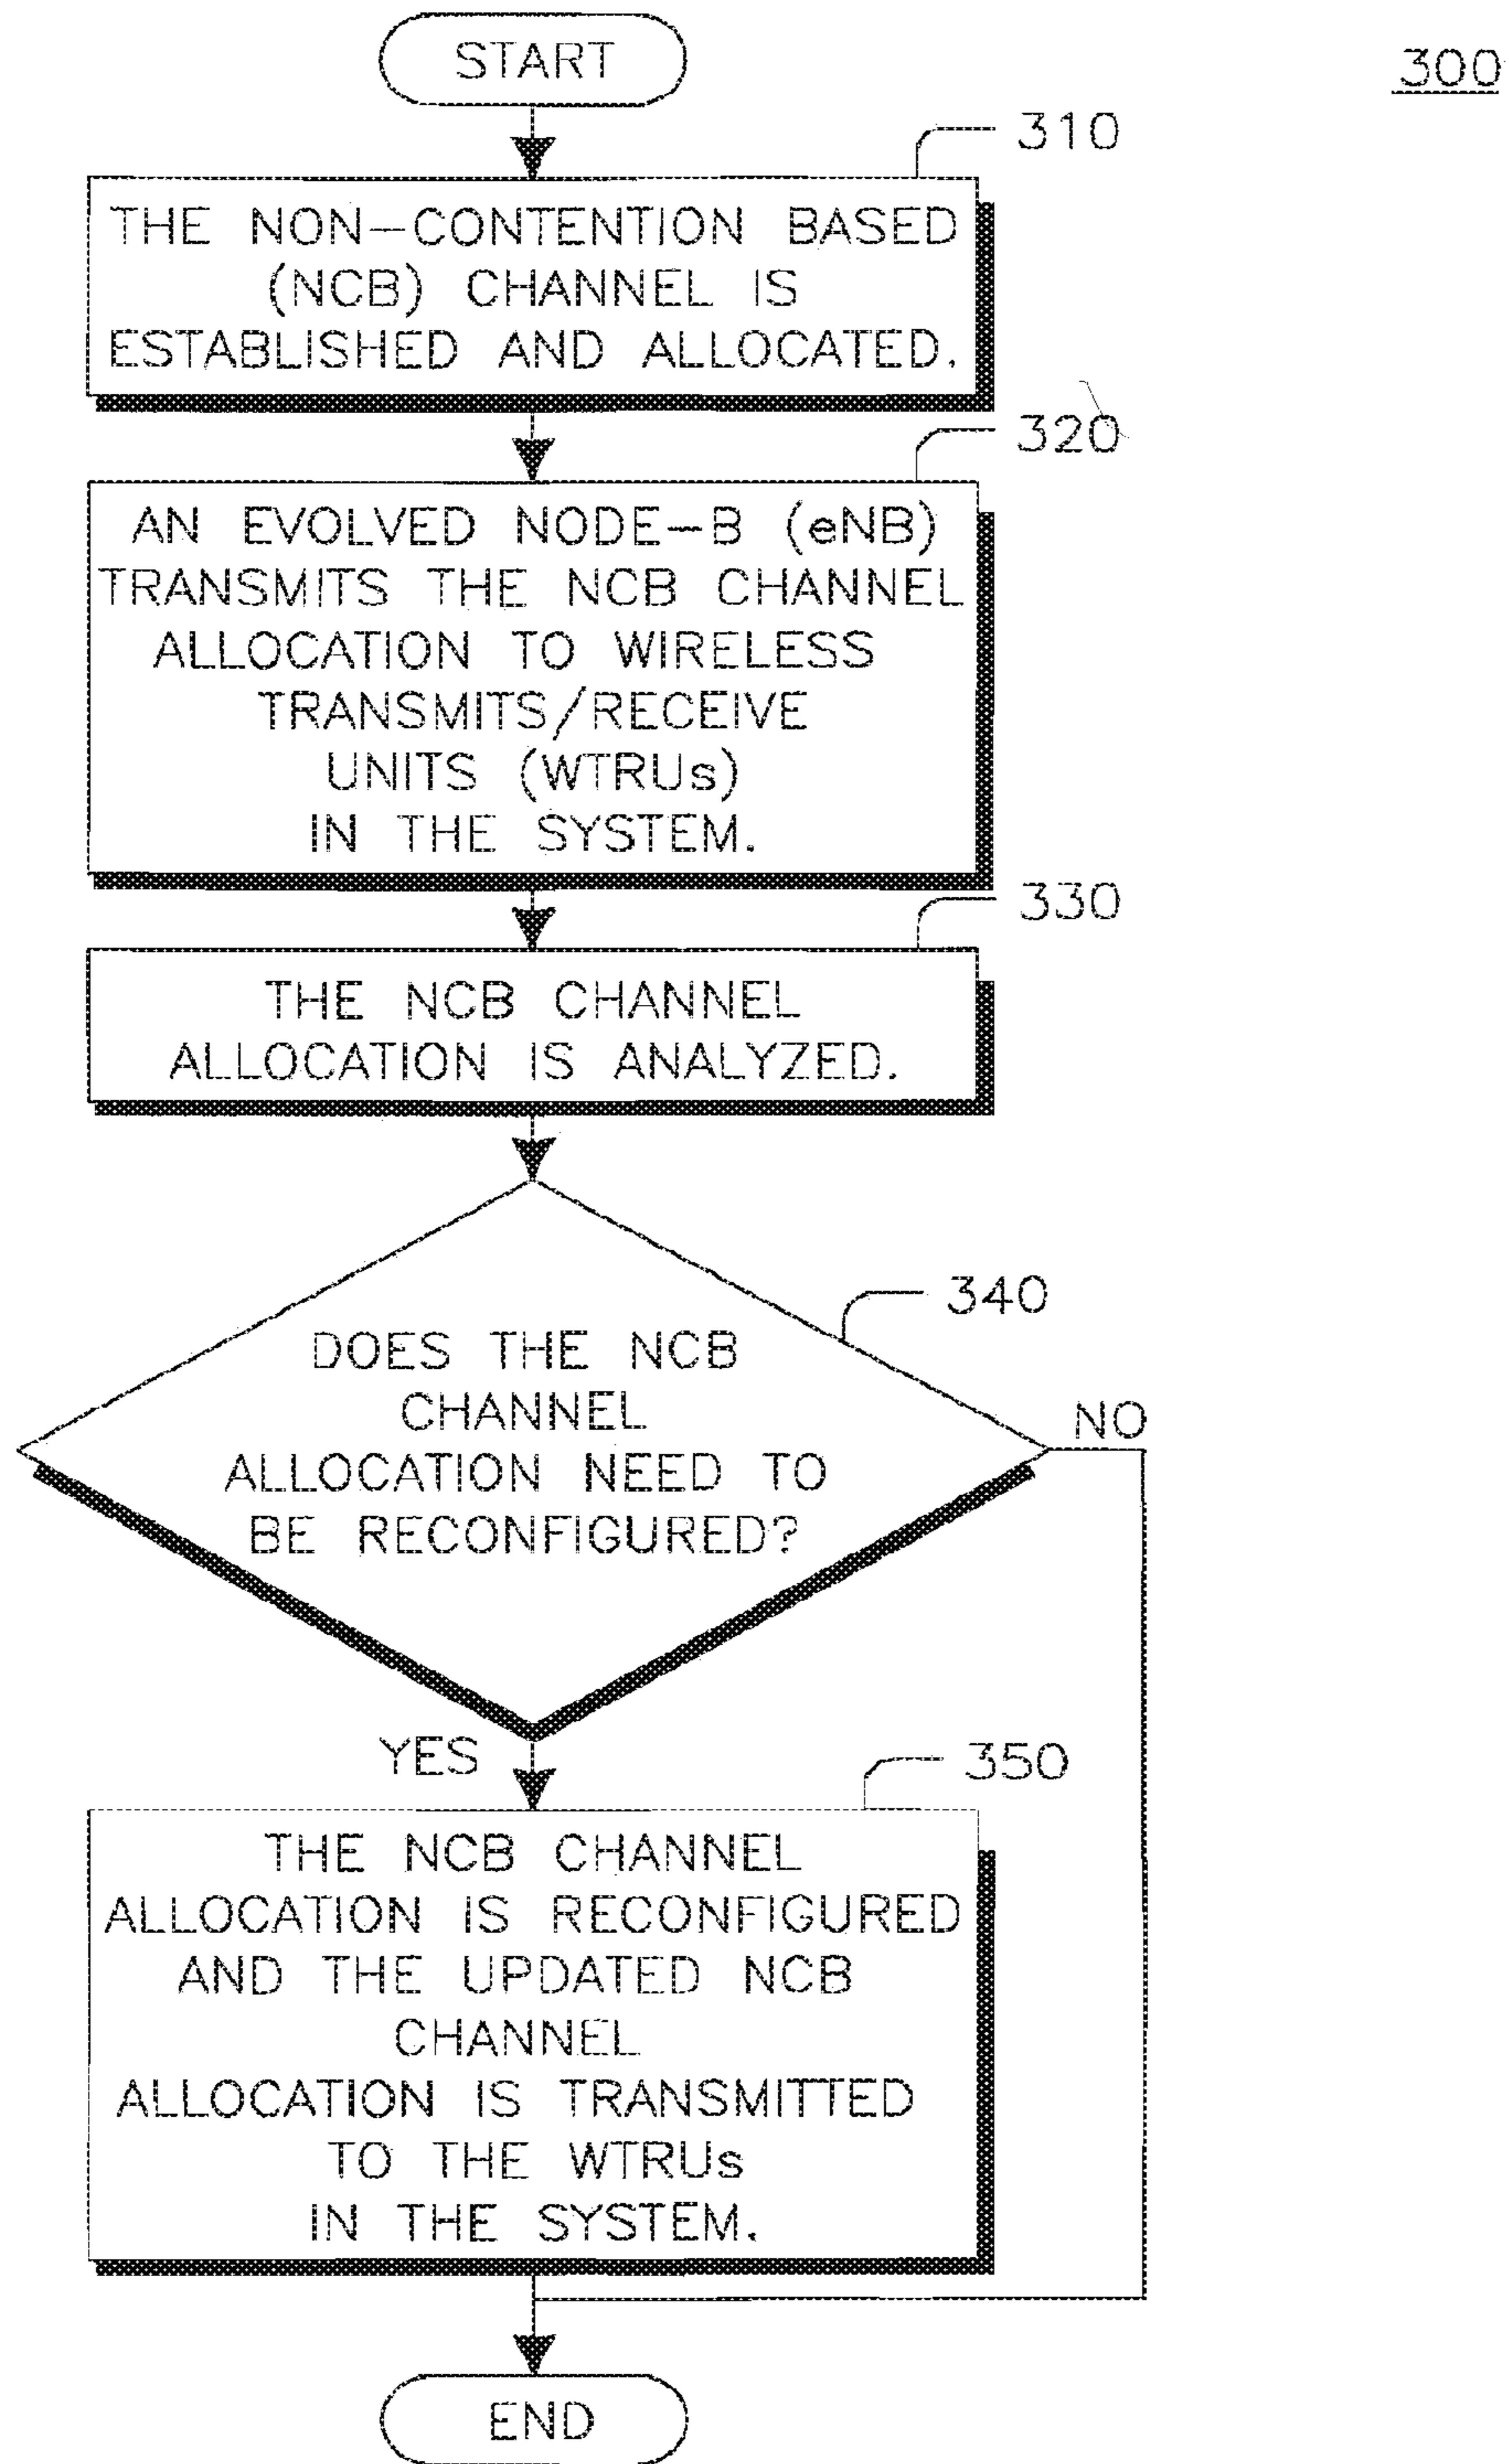 START
300
310
THE NON-CONTENTION BASED
(NCB) CHANNEL IS
ESTABLISHED AND ALLOCATED.
320
AN EVOLVED NODE-B (eNB)
TRANSMITS THE NCB CHANNEL
ALLOCATION TO WIRELESS
TRANSMITS/RECEIVE
UNITS (WTRUs)
IN THE SYSTEM.
330
THE NCB CHANNEL
ALLOCATION IS ANALYZED.
340
DOES THE NCB
CHANNEL
ALLOCATION NEED TO
BE RECONFIGURED?
NO
YES
350
THE NCB CHANNEL
ALLOCATION IS RECONFIGURED
AND THE UPDATED NCB
CHANNEL
ALLOCATION IS TRANSMITTED
TO THE WTRUs
IN THE SYSTEM.
END